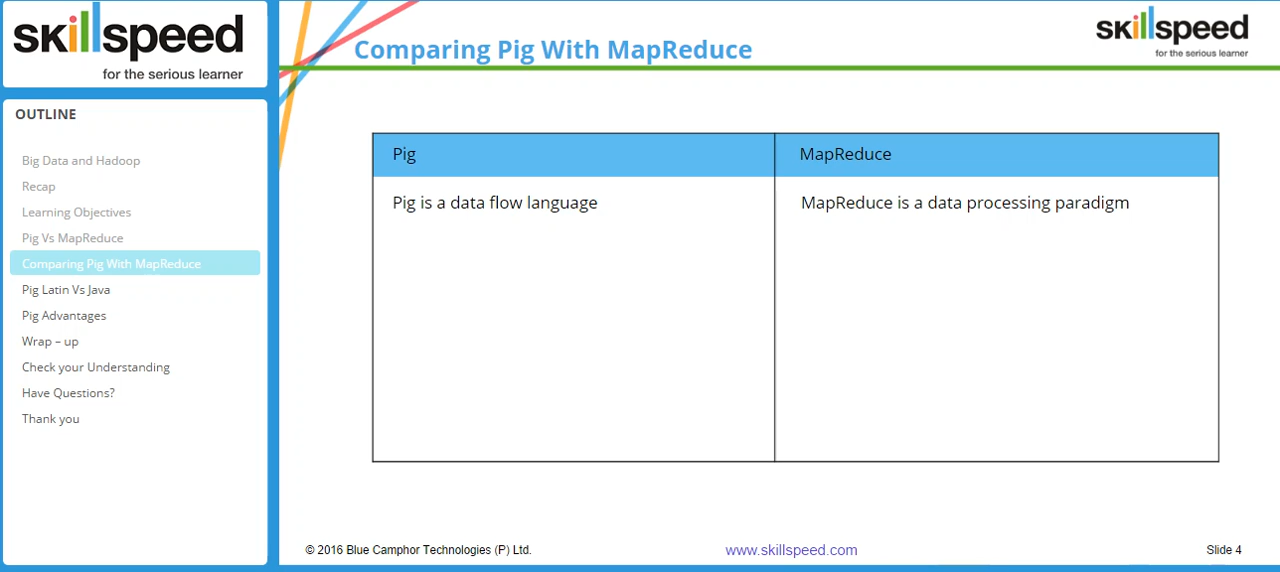 skillspeed
for the serious learner
OUTLINE
Big Data and Hadoop
Recap
Learning Objectives
Pig Vs MapReduce
Comparing Pig With MapReduce
Pig Latin Vs Java
Pig Advantages
Wrap – up
Check your Understanding
Have Questions?
Thank you
Comparing Pig With MapReduce
skillspeed
for the serious learner
Pig
MapReduce
Pig is a data flow language
MapReduce is a data processing paradigm
© 2016 Blue Camphor Technologies (P) Ltd.
www.skillspeed.com
Slide 4